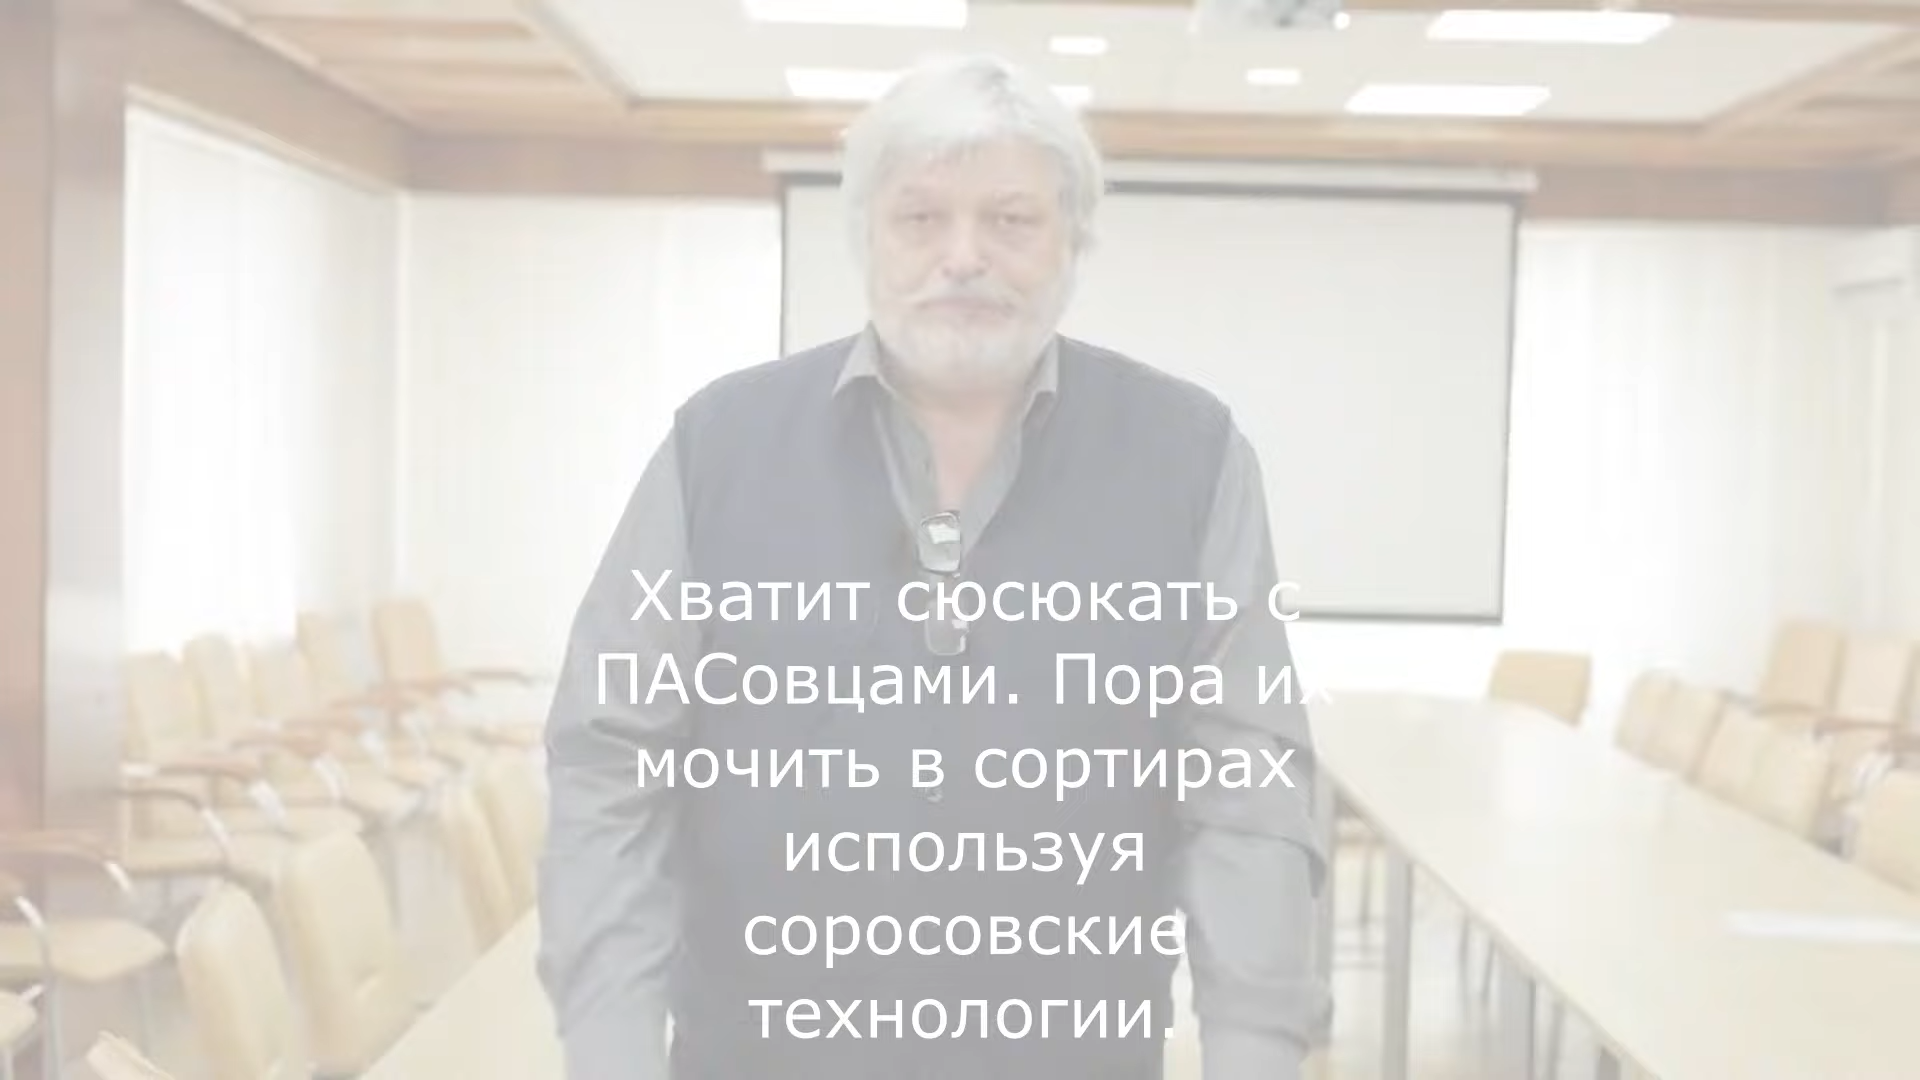 Хватит сюсюкать с
ПАСовцами. Пора их
мочить в сортирах
используя
соросовские
технологии.